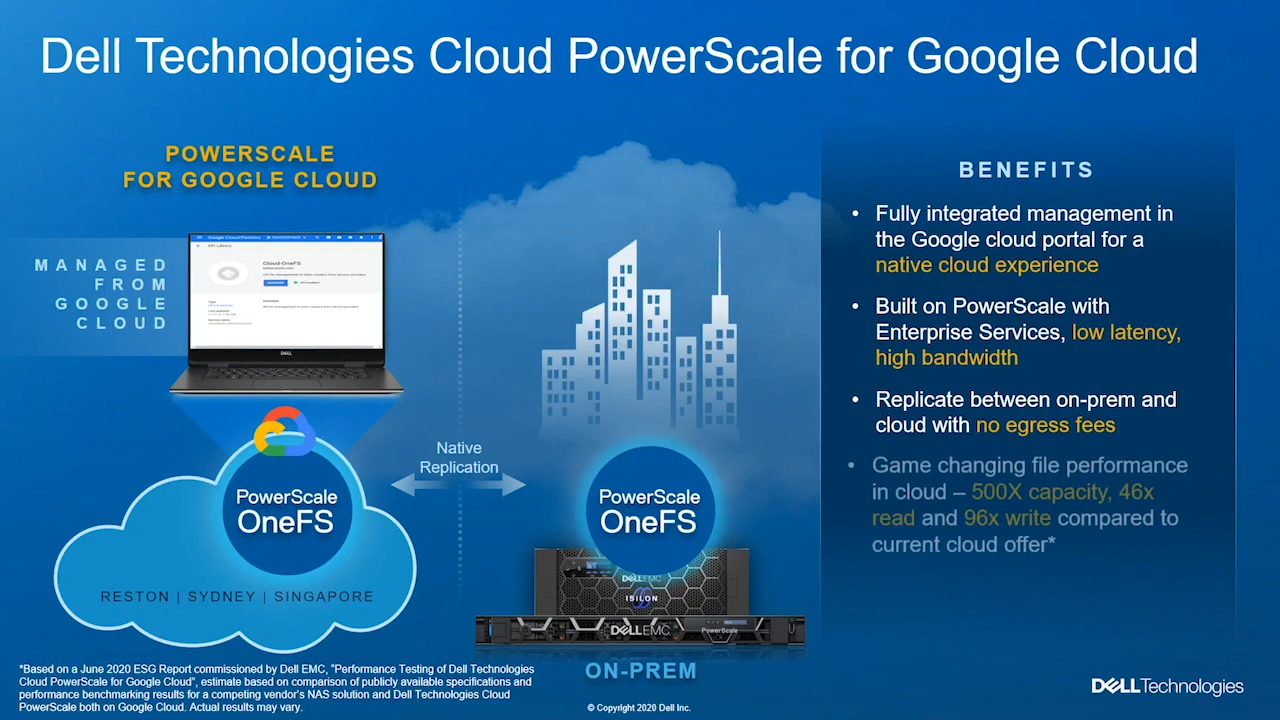 Dell Technologies Cloud PowerScale for Google Cloud
POWERSCALE
FOR GOOGLE CLOUD
MANAGED
FROM
GOOGLE
CLOUD
Google Cloud Platform
API Library
Cloud-OneFS
DELL
PowerScale
OneFS
RESTON | SYDNEY | SINGAPORE
Native
Replication
PowerScale
OneFS
DELLEMC
ISILON
DELLEMC
PowerScale
ON-PREM
BENEFITS
• Fully integrated management in
the Google cloud portal for a
native cloud experience
• Built on PowerScale with
Enterprise Services, low latency,
high bandwidth
• Replicate between on-prem and
cloud with no egress fees
• Game changing file performance
in cloud – 500X capacity, 46x
read and 96x write compared to
current cloud offer*
*Based on a June 2020 ESG Report commissioned by Dell EMC, "Performance Testing of Dell Technologies
Cloud PowerScale for Google Cloud", estimate based on comparison of publicly available specifications and
performance benchmarking results for a competing vendor's NAS solution and Dell Technologies Cloud
PowerScale both on Google Cloud. Actual results may vary.
© Copyright 2020 Dell Inc.
DELLTechnologies